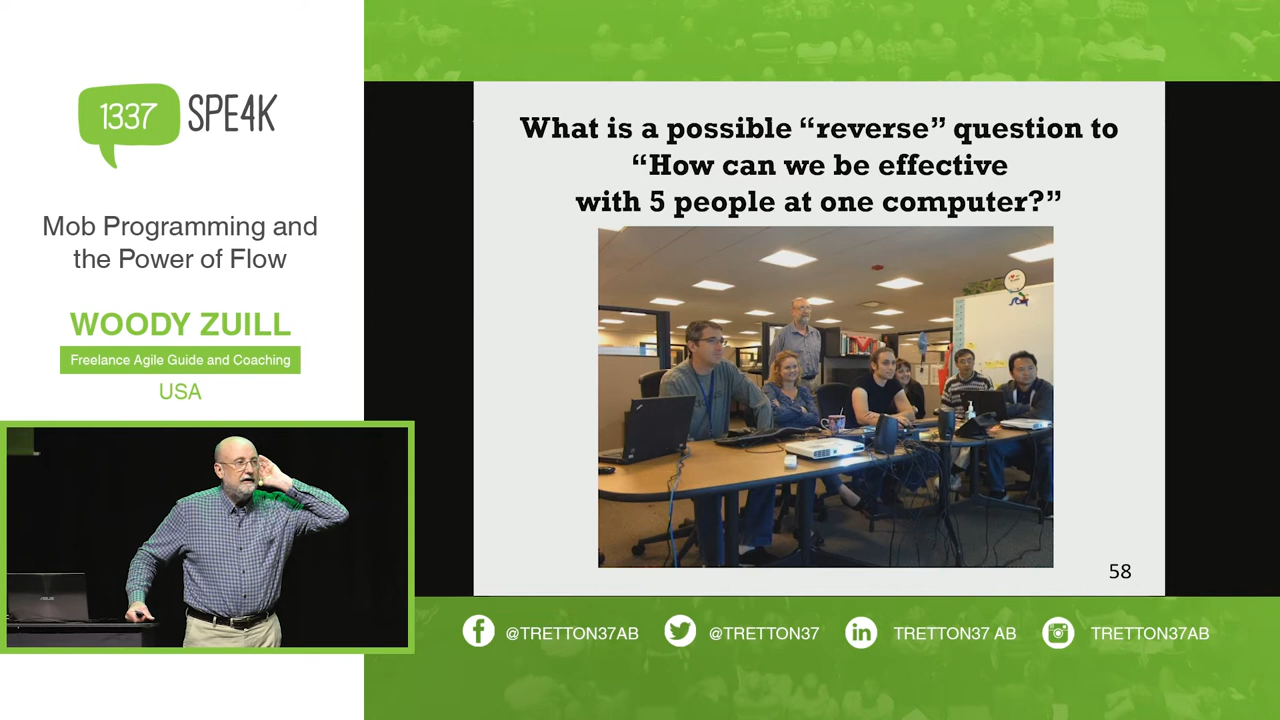 1337
SPE4K
Mob Programming and
the Power of Flow
WOODY ZUILL
Freelance Agile Guide and Coaching
USA
What is a possible “reverse” question to
“How can we be effective
with 5 people at one computer?”
58
ASUS
@TRETTON37AB
@TRETTON37
TRETTON37 AB
TRETTON37AB